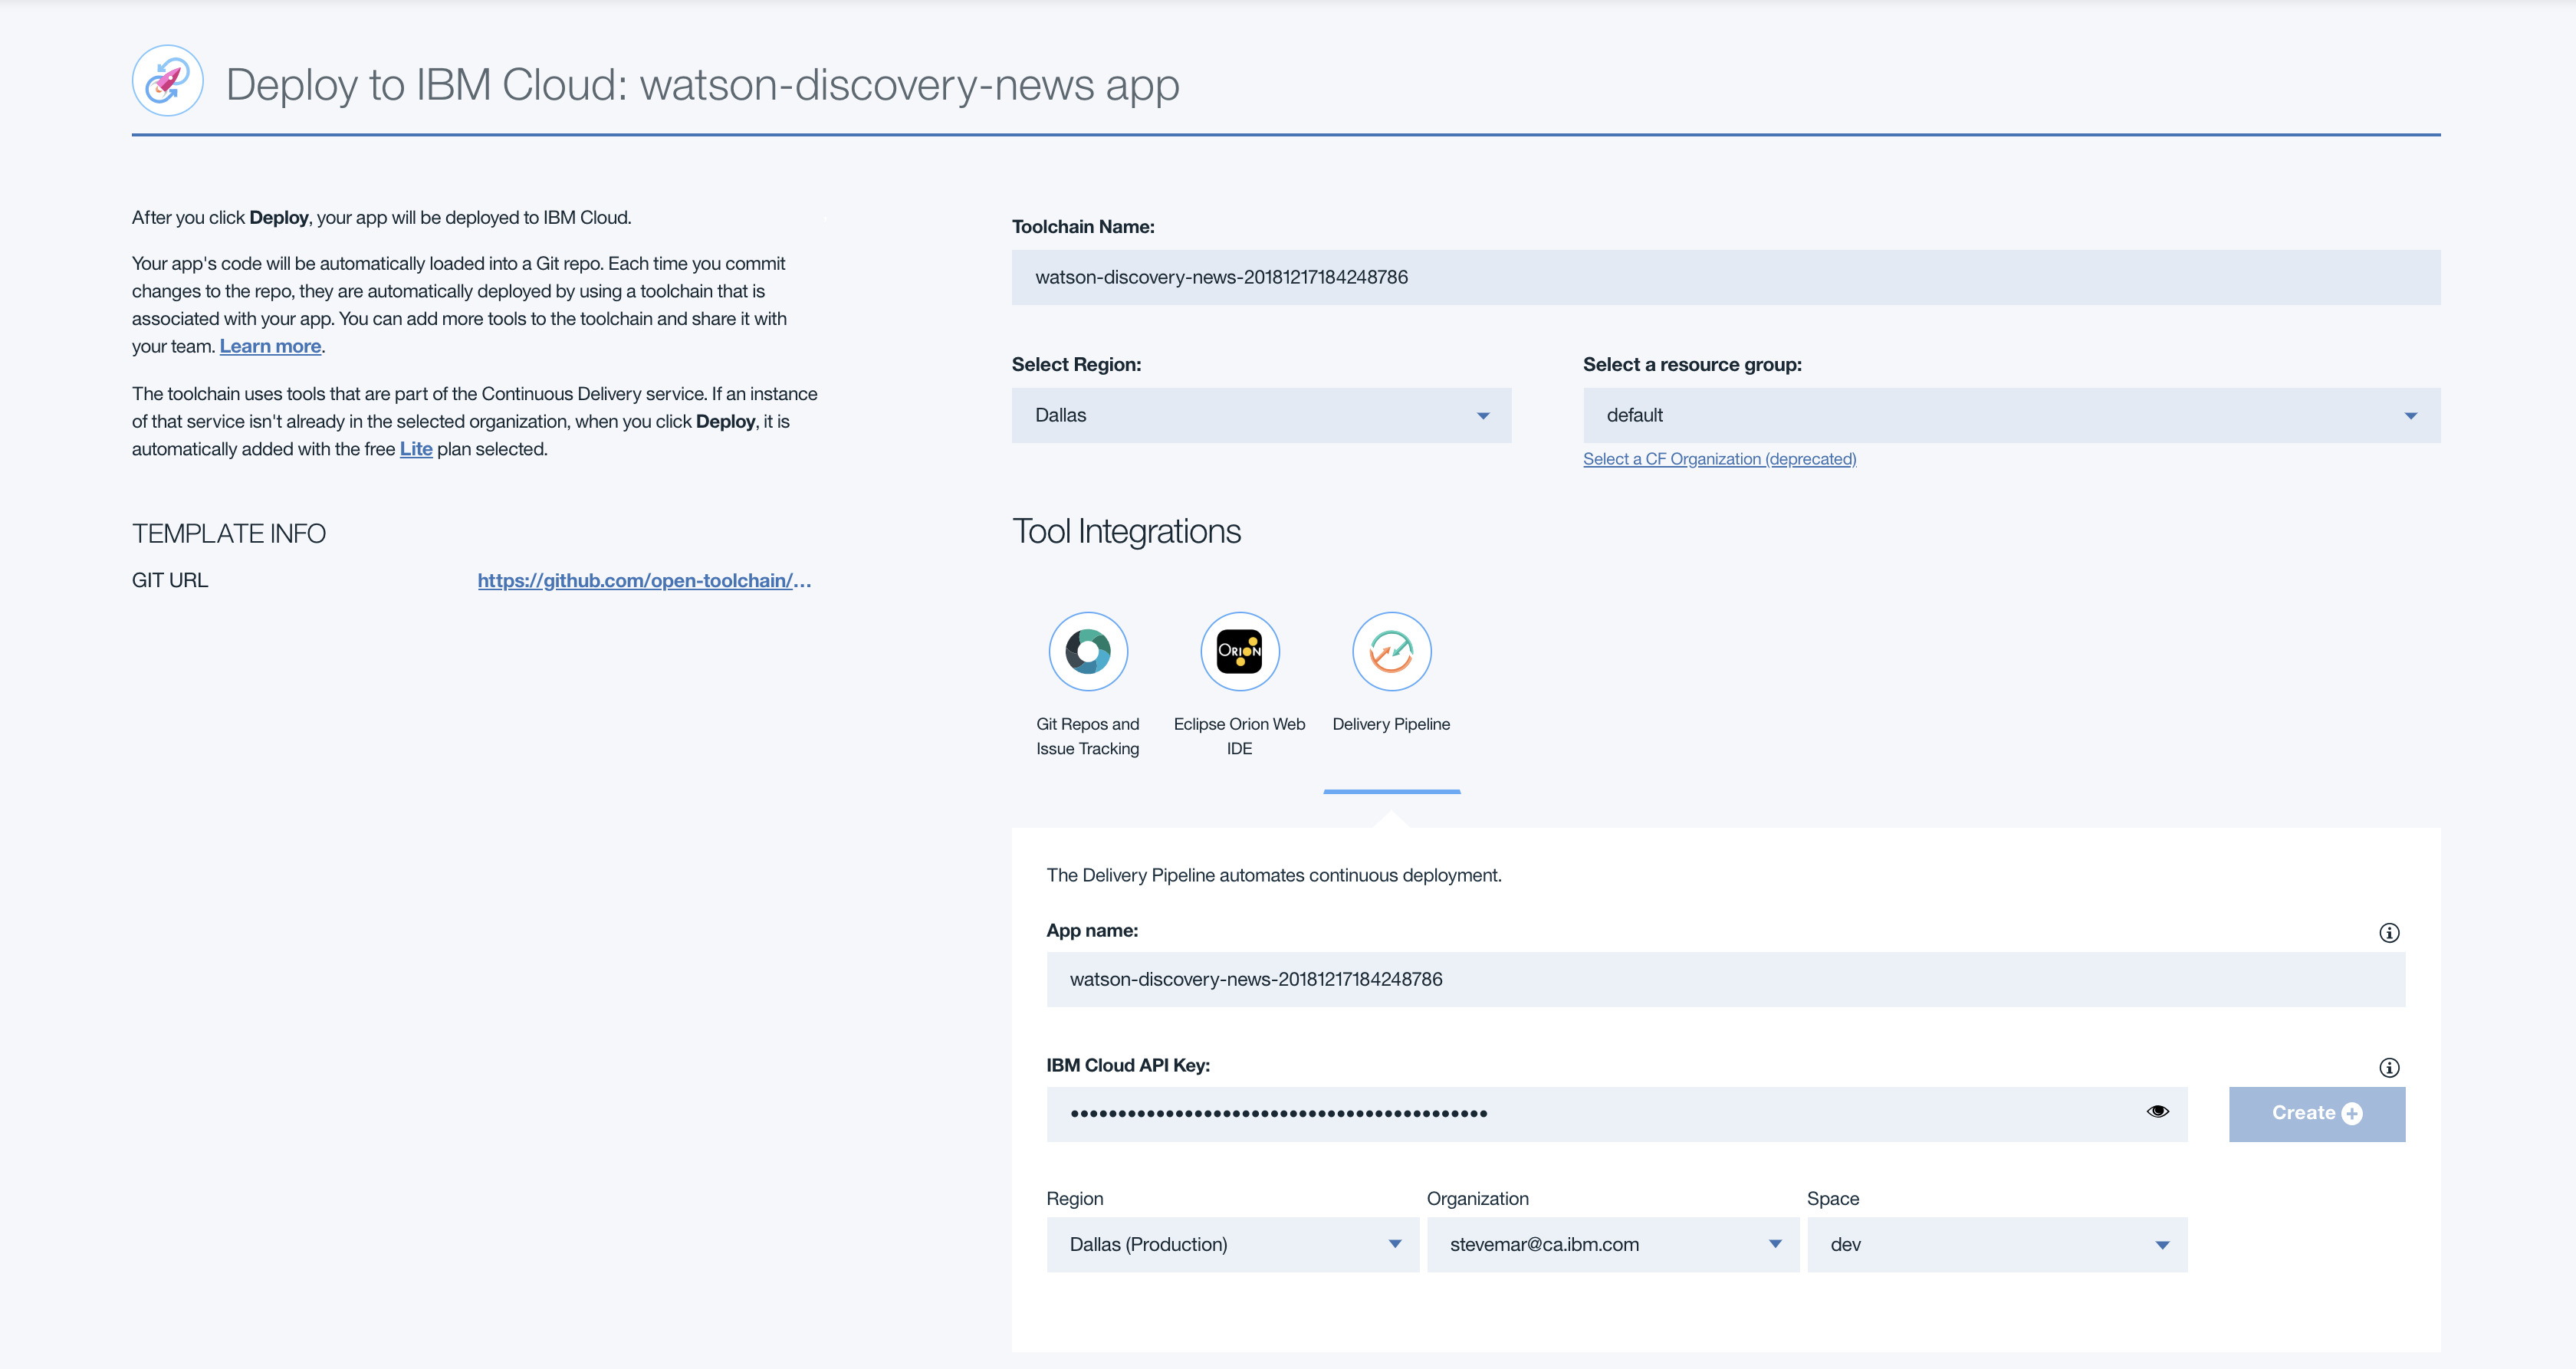 Deploy to IBM Cloud: watson-discovery-news app
After you click Deploy, your app will be deployed to IBM Cloud.
Your app's code will be automatically loaded into a Git repo. Each time you commit
changes to the repo, they are automatically deployed by using a toolchain that is
associated with your app. You can add more tools to the toolchain and share it with
your team. Learn more.
The toolchain uses tools that are part of the Continuous Delivery service. If an instance
of that service isn't already in the selected organization, when you click Deploy, it is
automatically added with the free Lite plan selected.
TEMPLATE INFO
GIT URL https://github.com/open-toolchain/...
Toolchain Name:
watson-discovery-news-20181217184248786
Select Region:
Dallas
Select a resource group:
default
Select a CF Organization (deprecated)
Tool Integrations
ORION
Git Repos and
Issue Tracking
Eclipse Orion Web
IDE
Delivery Pipeline
The Delivery Pipeline automates continuous deployment.
App name:
watson-discovery-news-20181217184248786
IBM Cloud API Key:
Create
Region
Dallas (Production)
Organization
stevemar@ca.ibm.com
Space
dev